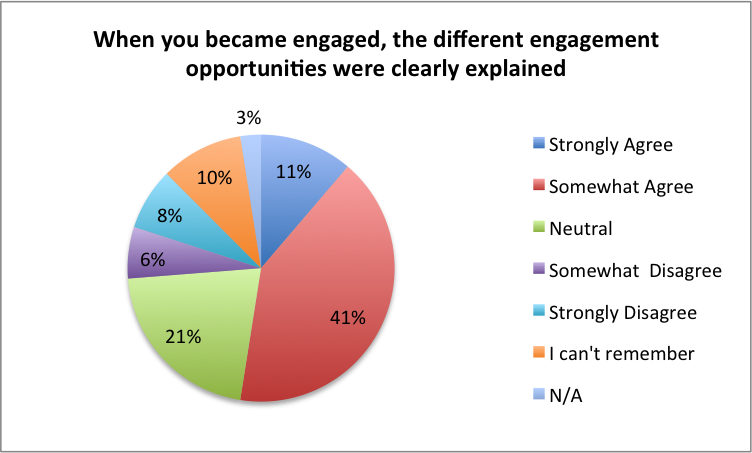 When you became engaged, the different engagement
opportunities were clearly explained
3%
11%
10%
8%
6%
41%
21%
Strongly Agree
Somewhat Agree
Neutral
Somewhat  Disagree
Strongly Disagree
I can't remember
N/A